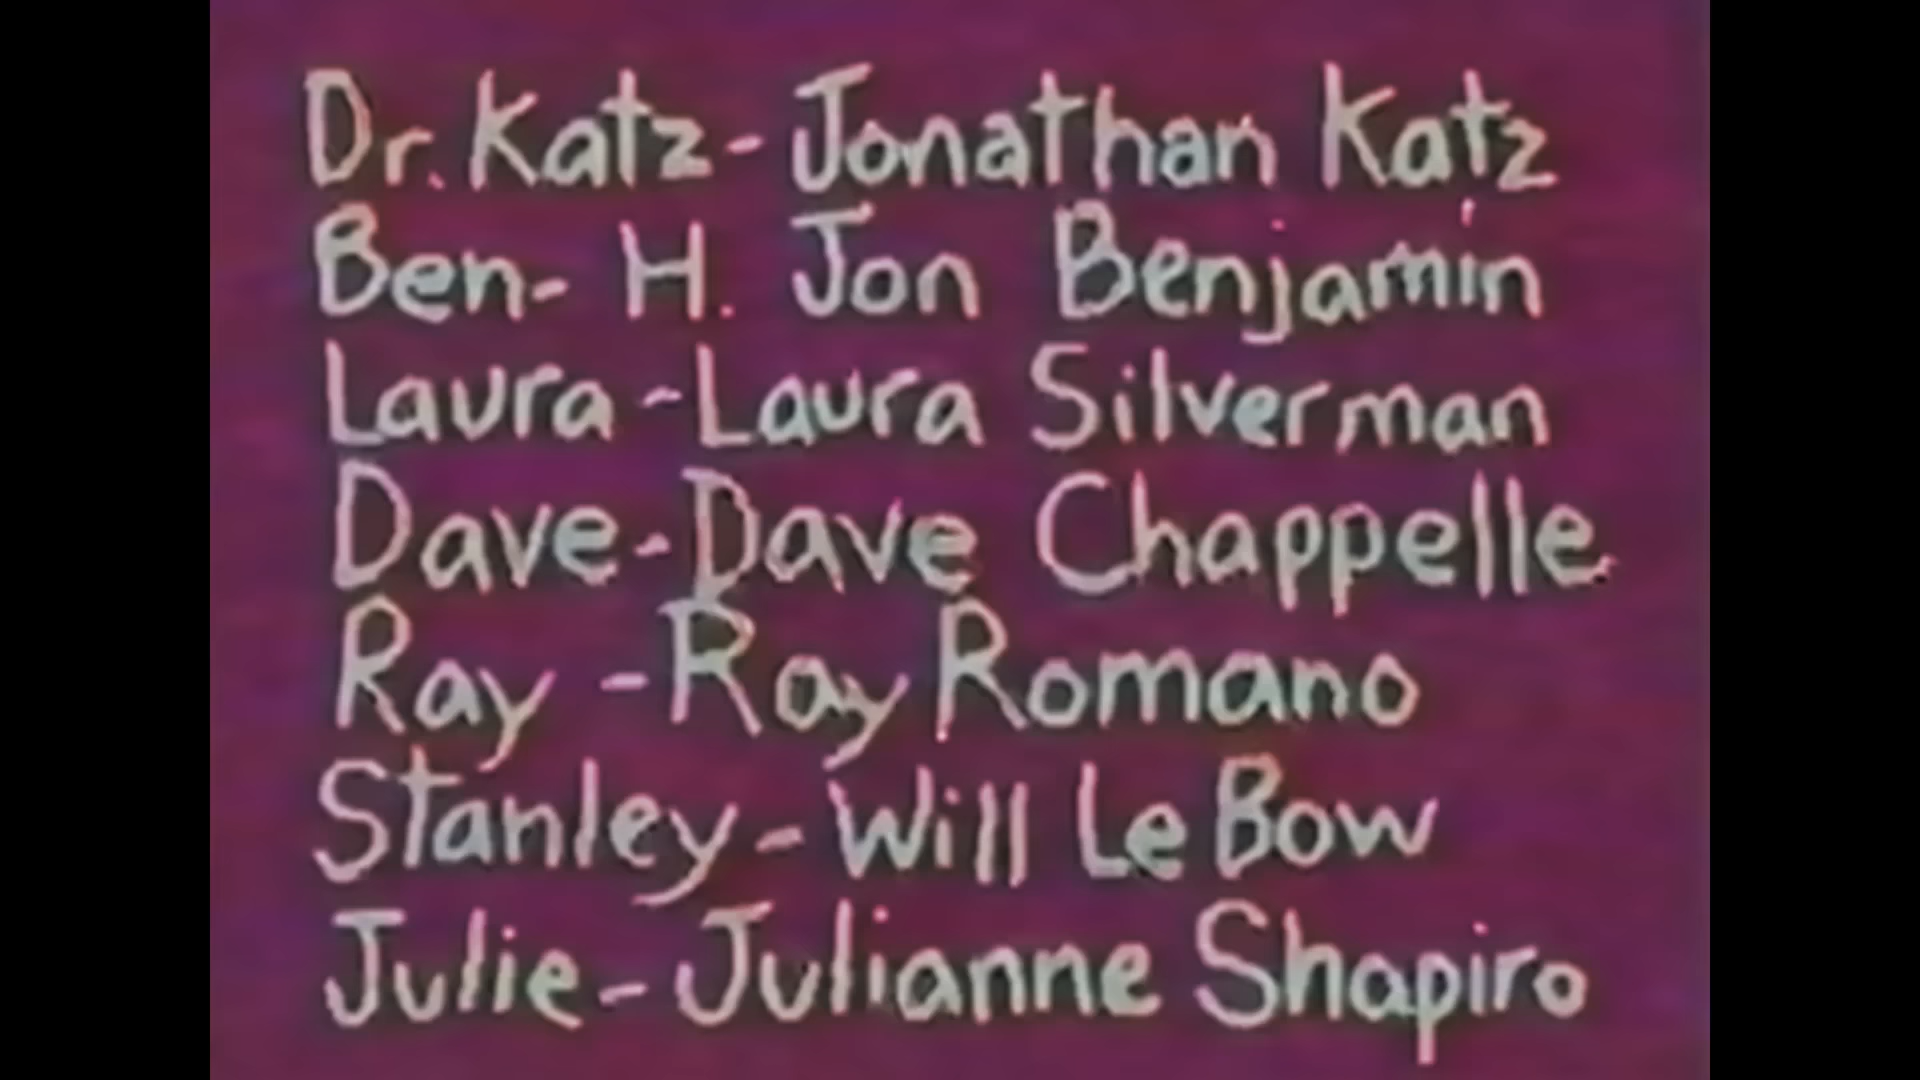 Dr. Katz - Jonathan Katz
Ben - H. Jon Benjamin
Laura - Laura Silverman
Dave - Dave Chappelle
Ray - Ray Romano
Stanley - Will Le Bow
Julie - Julianne Shapiro